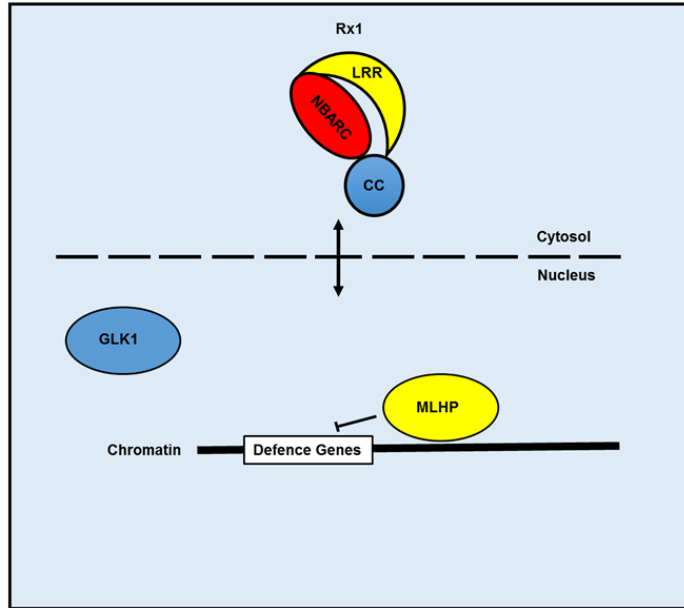 Rx1
LRR
NBARC
CC
Cytosol
Nucleus
GLK1
MLHP
Chromatin
Defence Genes